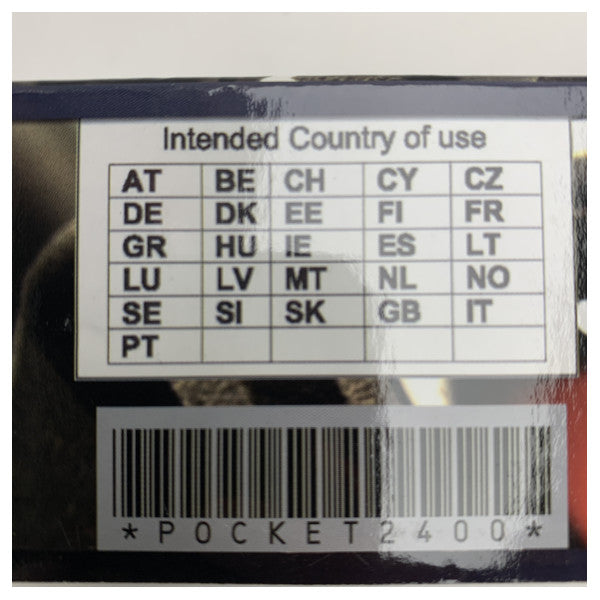 Intended Country of use
AT BE CH CY CZ
DE DK EE FI FR
GR HU IE ES LT
LU LV MT NL NO
SE SI SK GB IT
PT
*POCKET2400*